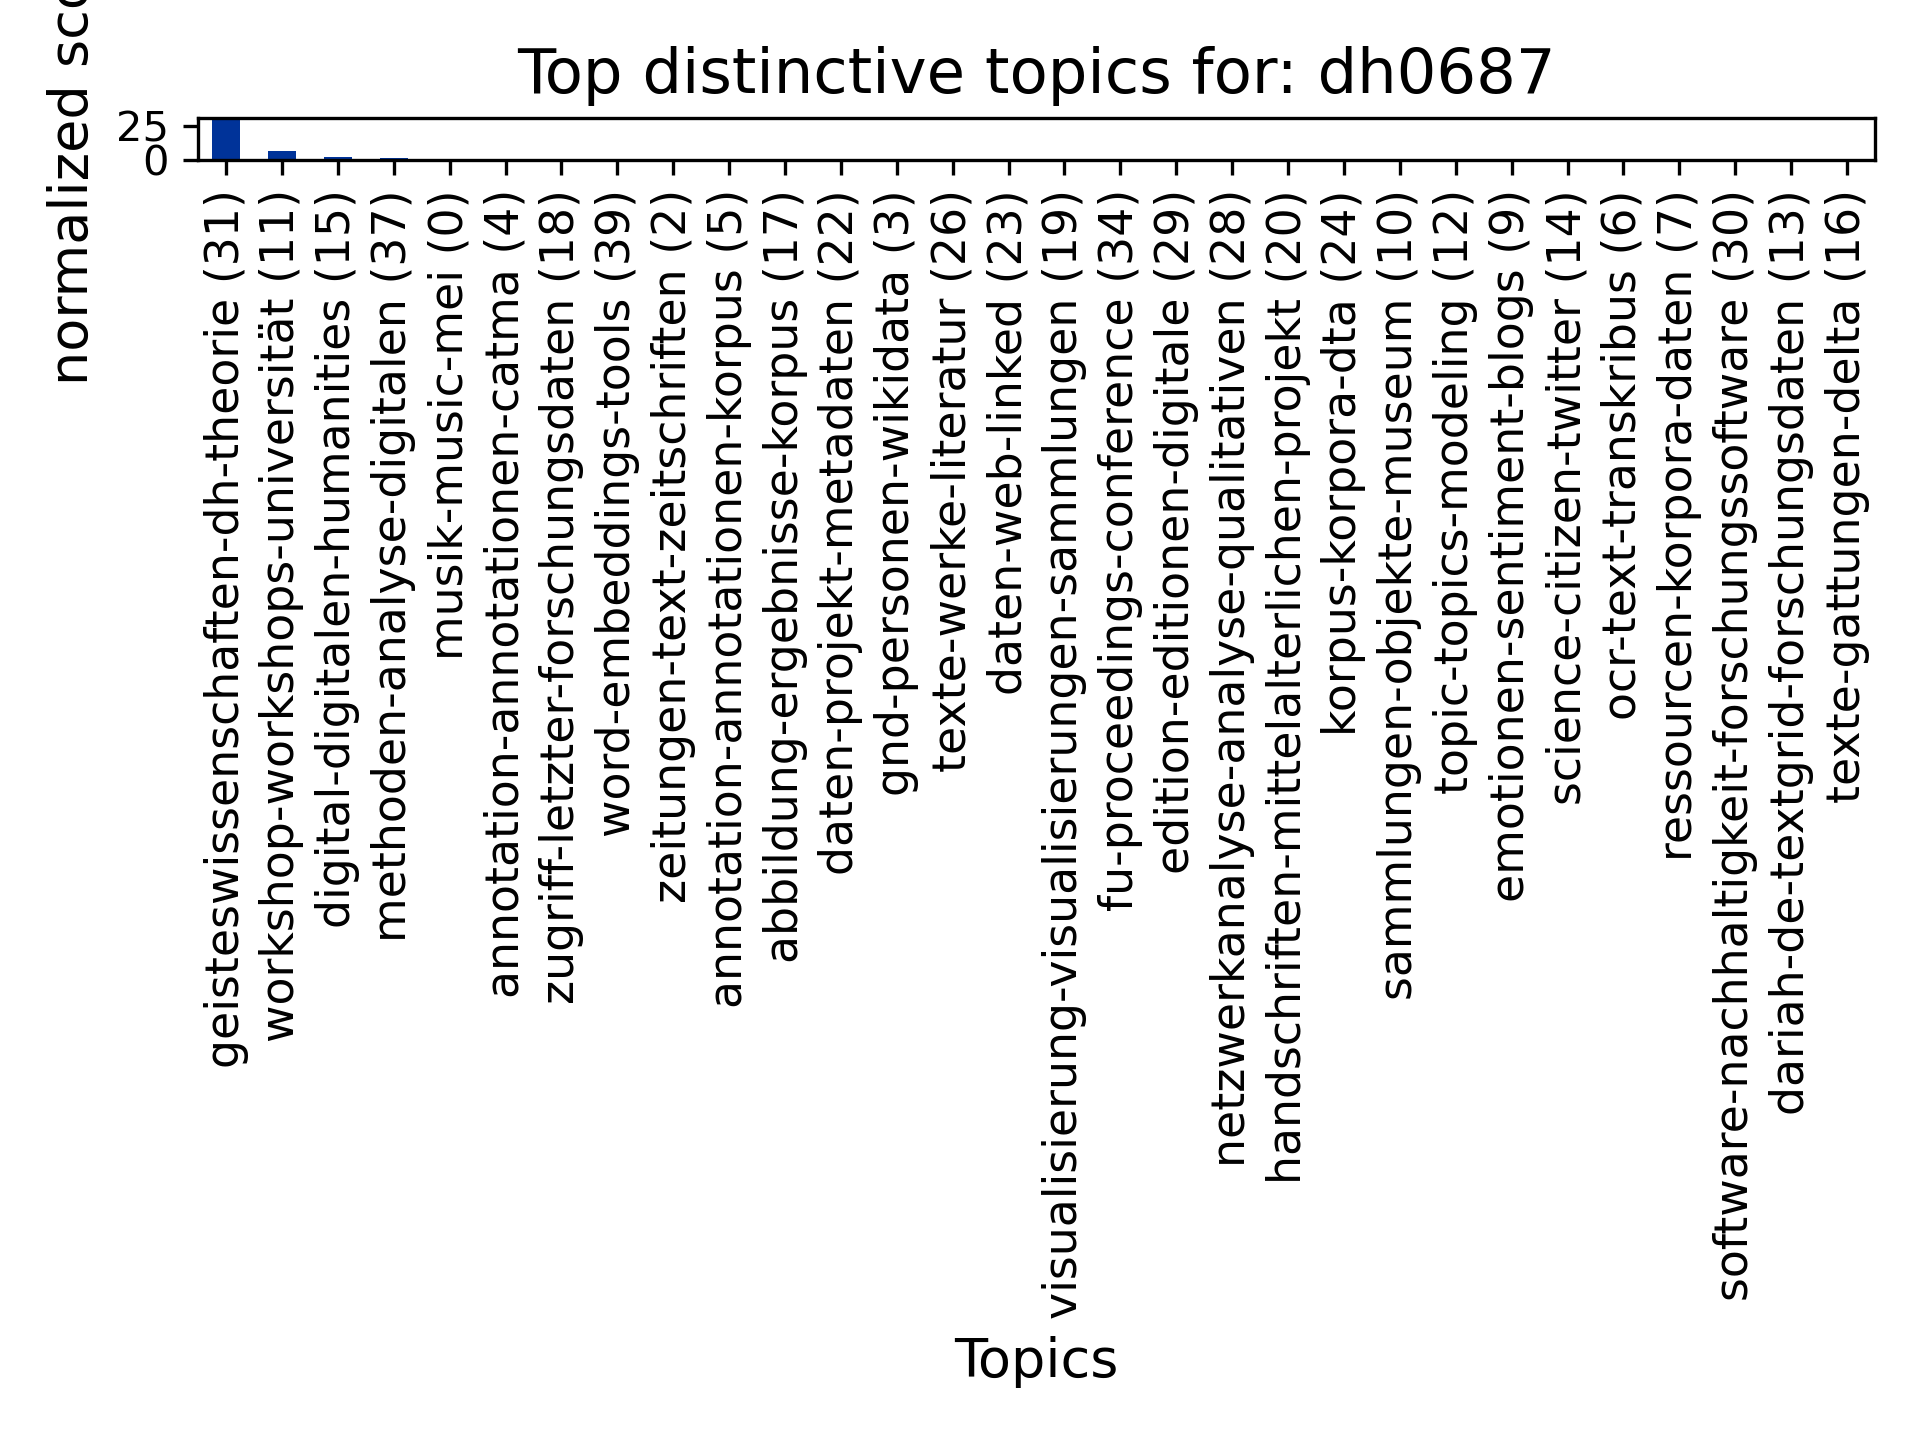 Top distinctive topics for: dh0687
normalized
25
0
geisteswissenschaften-dh-theorie (31)
workshop-workshops-universität (11)
digital-digitalen-humanities (15)
methoden-analyse-digitalen (37)
musik-music-mei (0)
annotation-annotationen-catma (4)
zugriff-letzter-forschungsdaten (18)
word-embeddings-tools (39)
zeitungen-text-zeitschriften (2)
annotation-annotationen-korpus (5)
abbildung-ergebnisse-korpus (17)
daten-projekt-metadaten (22)
gnd-personen-wikidata (3)
texte-werke-literatur (26)
daten-web-linked (23)
visualisierung-visualisierungen-sammlungen (19)
fu-proceedings-conference (34)
edition-editionen-digitale (29)
netzwerkanalyse-analyse-qualitativen (28)
handschriften-mittelalterlichen-projekt (20)
korpus-korpora-dta (24)
sammlungen-objekte-museum (10)
topic-topics-modeling (12)
emotionen-sentiment-blogs (9)
science-citizen-twitter (14)
ocr-text-transkribus (6)
ressourcen-korpora-daten (7)
software-nachhaltigkeit-forschungssoftware (30)
dariah-de-textgrid-forschungsdaten (13)
texte-gattungen-delta (16)
Topics